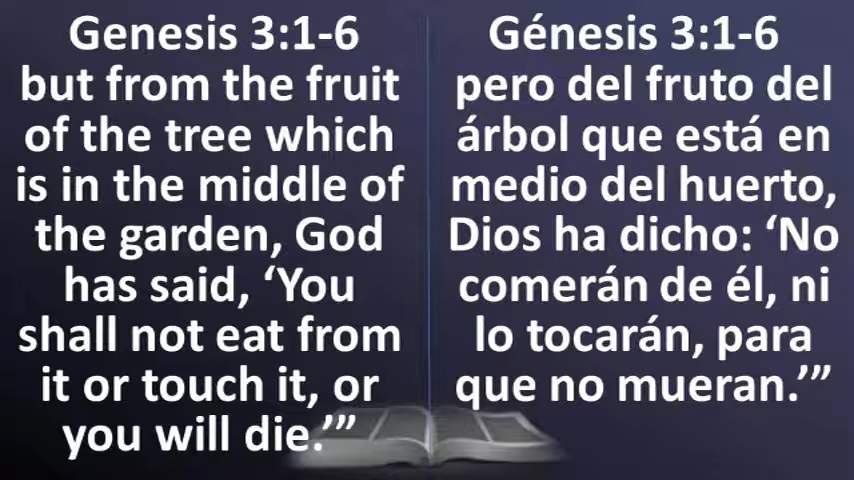 Genesis 3:1-6
but from the fruit
of the tree which
is in the middle of
the garden, God
has said, ‘You
shall not eat from
it or touch it, or
you will die.’”
Génesis 3:1-6
pero del fruto del
árbol que está en
medio del huerto,
Dios ha dicho: ‘No
comerán de él, ni
lo tocarán, para
que no mueran.’”